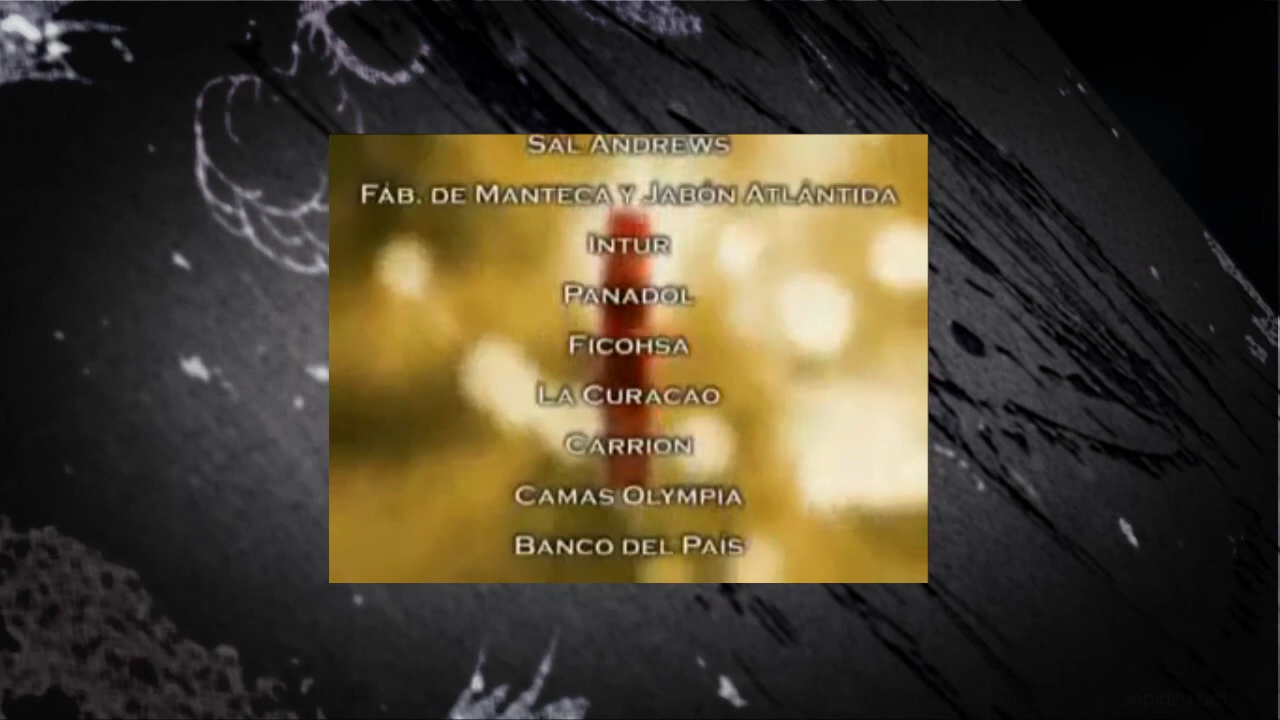 Sal Andrews
Fáb. de Manteca y Jabón Atlántida
Intur
Panadol
Ficohsa
La Curacao
Carrion
Camas Olympia
Banco del País